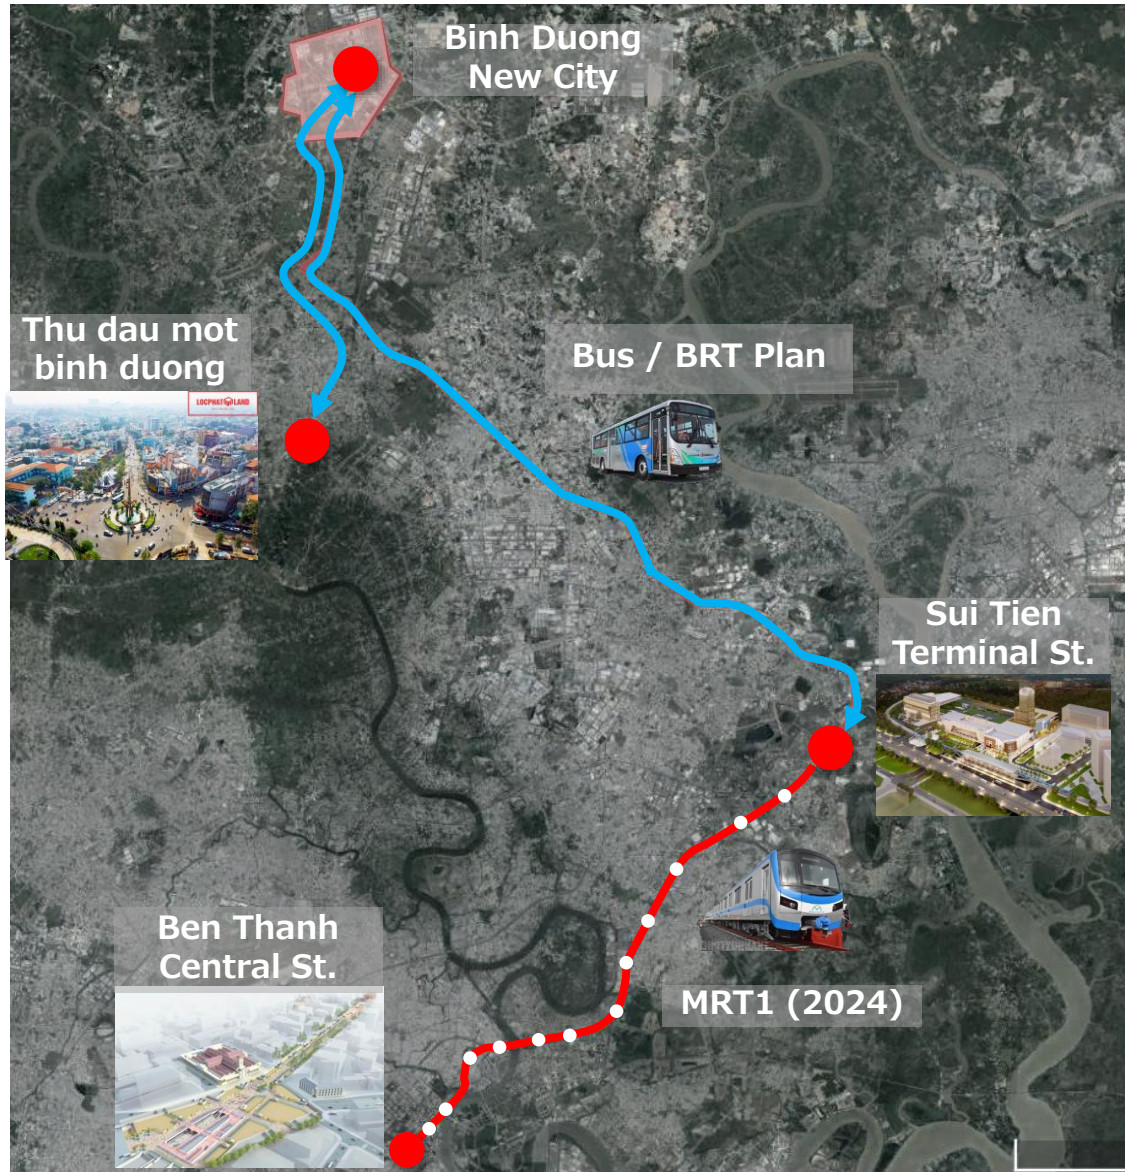 Binh Duong
New City
Thu dau mot
binh duong
LOCPHAT LAND
Bus / BRT Plan
Sui Tien
Terminal St.
Ben Thanh
Central St.
MRT1 (2024)